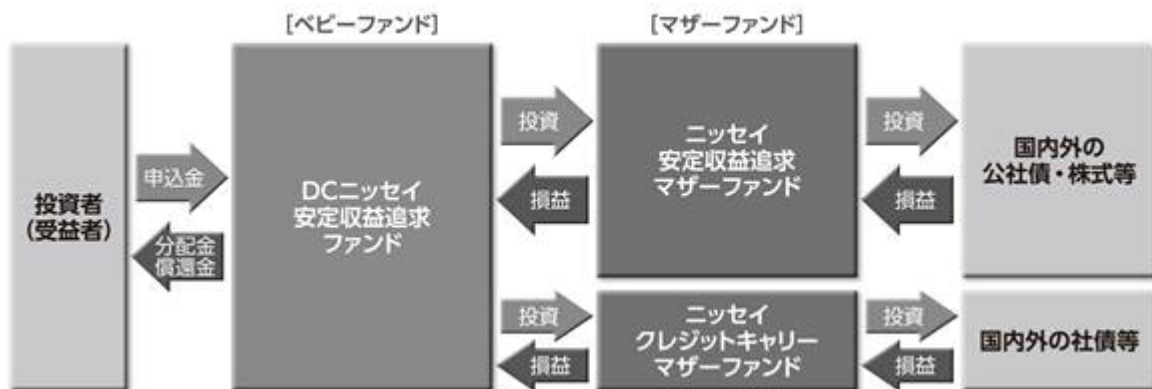 [ベビーファンド]
[マザーファンド]
投資者
(受益者)
申込金
分配金
償還金
DCニッセイ
安定収益追求
ファンド
投資
損益
ニッセイ
安定収益追求
マザーファンド
投資
損益
国内外の
公社債・株式等
投資
損益
ニッセイ
クレジットキャリー
マザーファンド
投資
損益
国内外の社債等